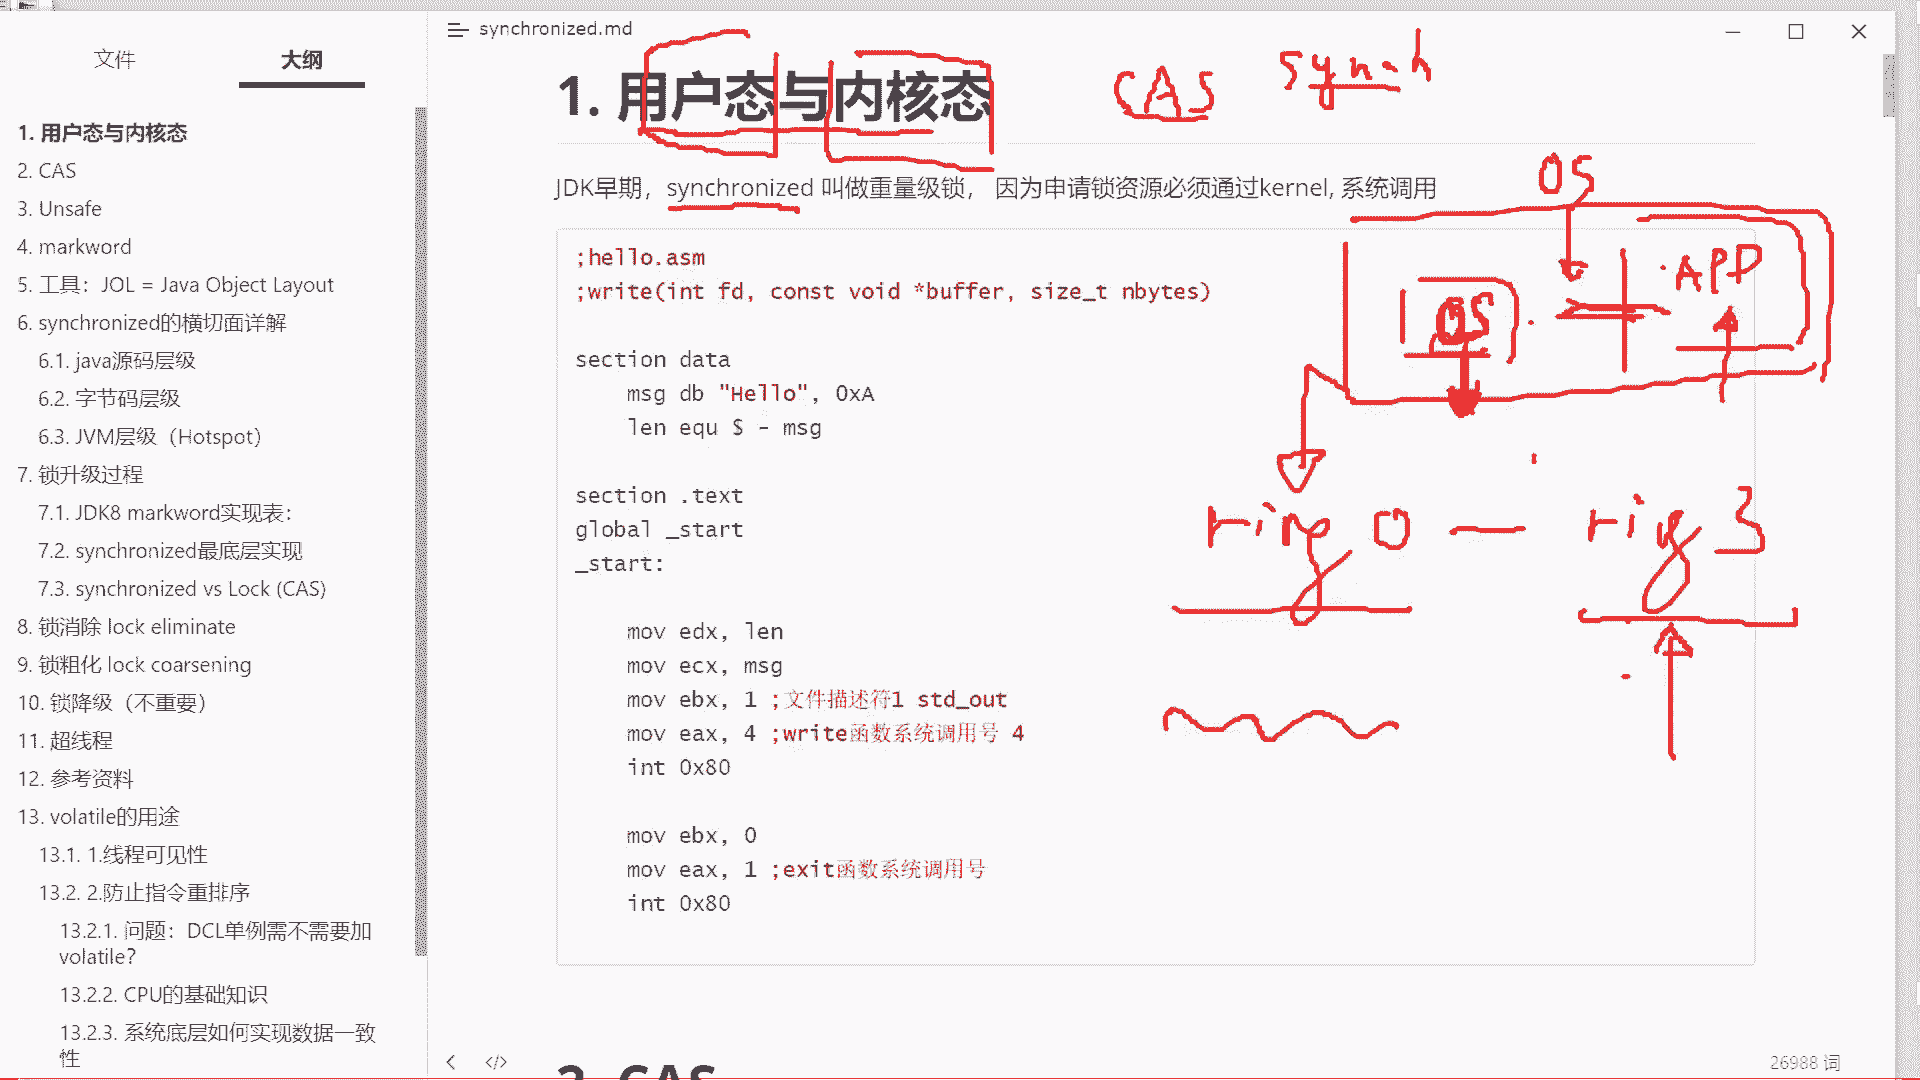 文件
大纲
1. 用户态与内核态
2. CAS
3. Unsafe
4. markword
5. 工具：JOL = Java Object Layout
6. synchronized的横切面详解
6.1. java源码层级
6.2. 字节码层级
6.3. JVM层级（Hotspot）
7. 锁升级过程
7.1. JDK8 markword实现表：
7.2. synchronized最底层实现
7.3. synchronized vs Lock (CAS)
8. 锁消除 lock eliminate
9. 锁粗化 lock coarsening
10. 锁降级（不重要）
11. 超线程
12. 参考资料
13. volatile的用途
13.1. 1.线程可见性
13.2. 2.防止指令重排序
13.2.1. 问题：DCL单例需不需要加
volatile？
13.2.2. CPU的基础知识
13.2.3. 系统底层如何实现数据一致
性
synchronized.md
1. 用户态与内核态
CAS synch
JDK早期，synchronized 叫做重量级锁， 因为申请锁资源必须通过kernel, 系统调用
OS
;hello.asm
;write(int fd, const void *buffer, size_t nbytes)
APP
OS
section data
msg db "Hello", 0xA
len equ $ - msg
section .text
global _start
_start:
ring 0 — ring 3
mov edx, len
mov ecx, msg
mov ebx, 1 ;文件描述符1 std_out
mov eax, 4 ;write函数系统调用号 4
int 0x80
mov ebx, 0
mov eax, 1 ;exit函数系统调用号
int 0x80
2. CAS
26988 词